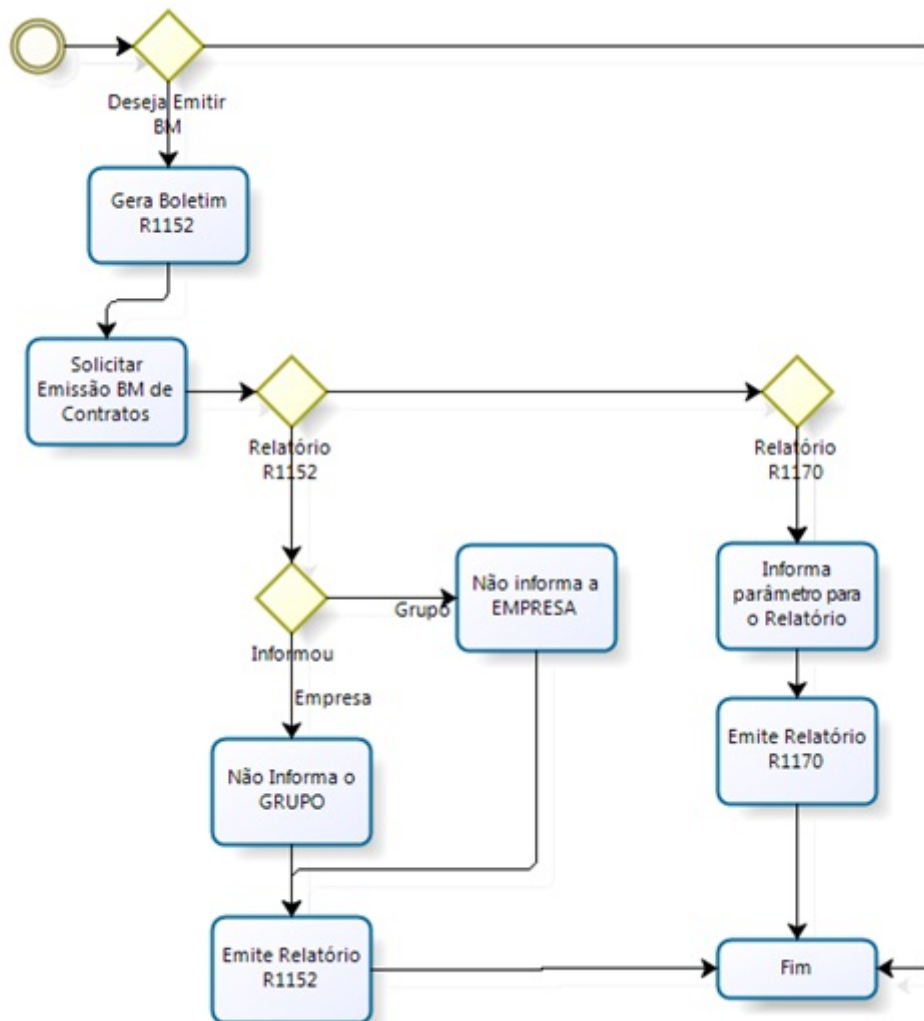 Deseja Emitir
BM
Gera Boletim
R1152
Solicitar
Emissão BM de
Contratos
Relatório
R1152
Relatório
R1170
Não informa a
EMPRESA
Grupo
Informa
parâmetro para
o Relatório
Informou
Empresa
Não Informa o
GRUPO
Emite Relatório
R1170
Emite Relatório
R1152
Fim